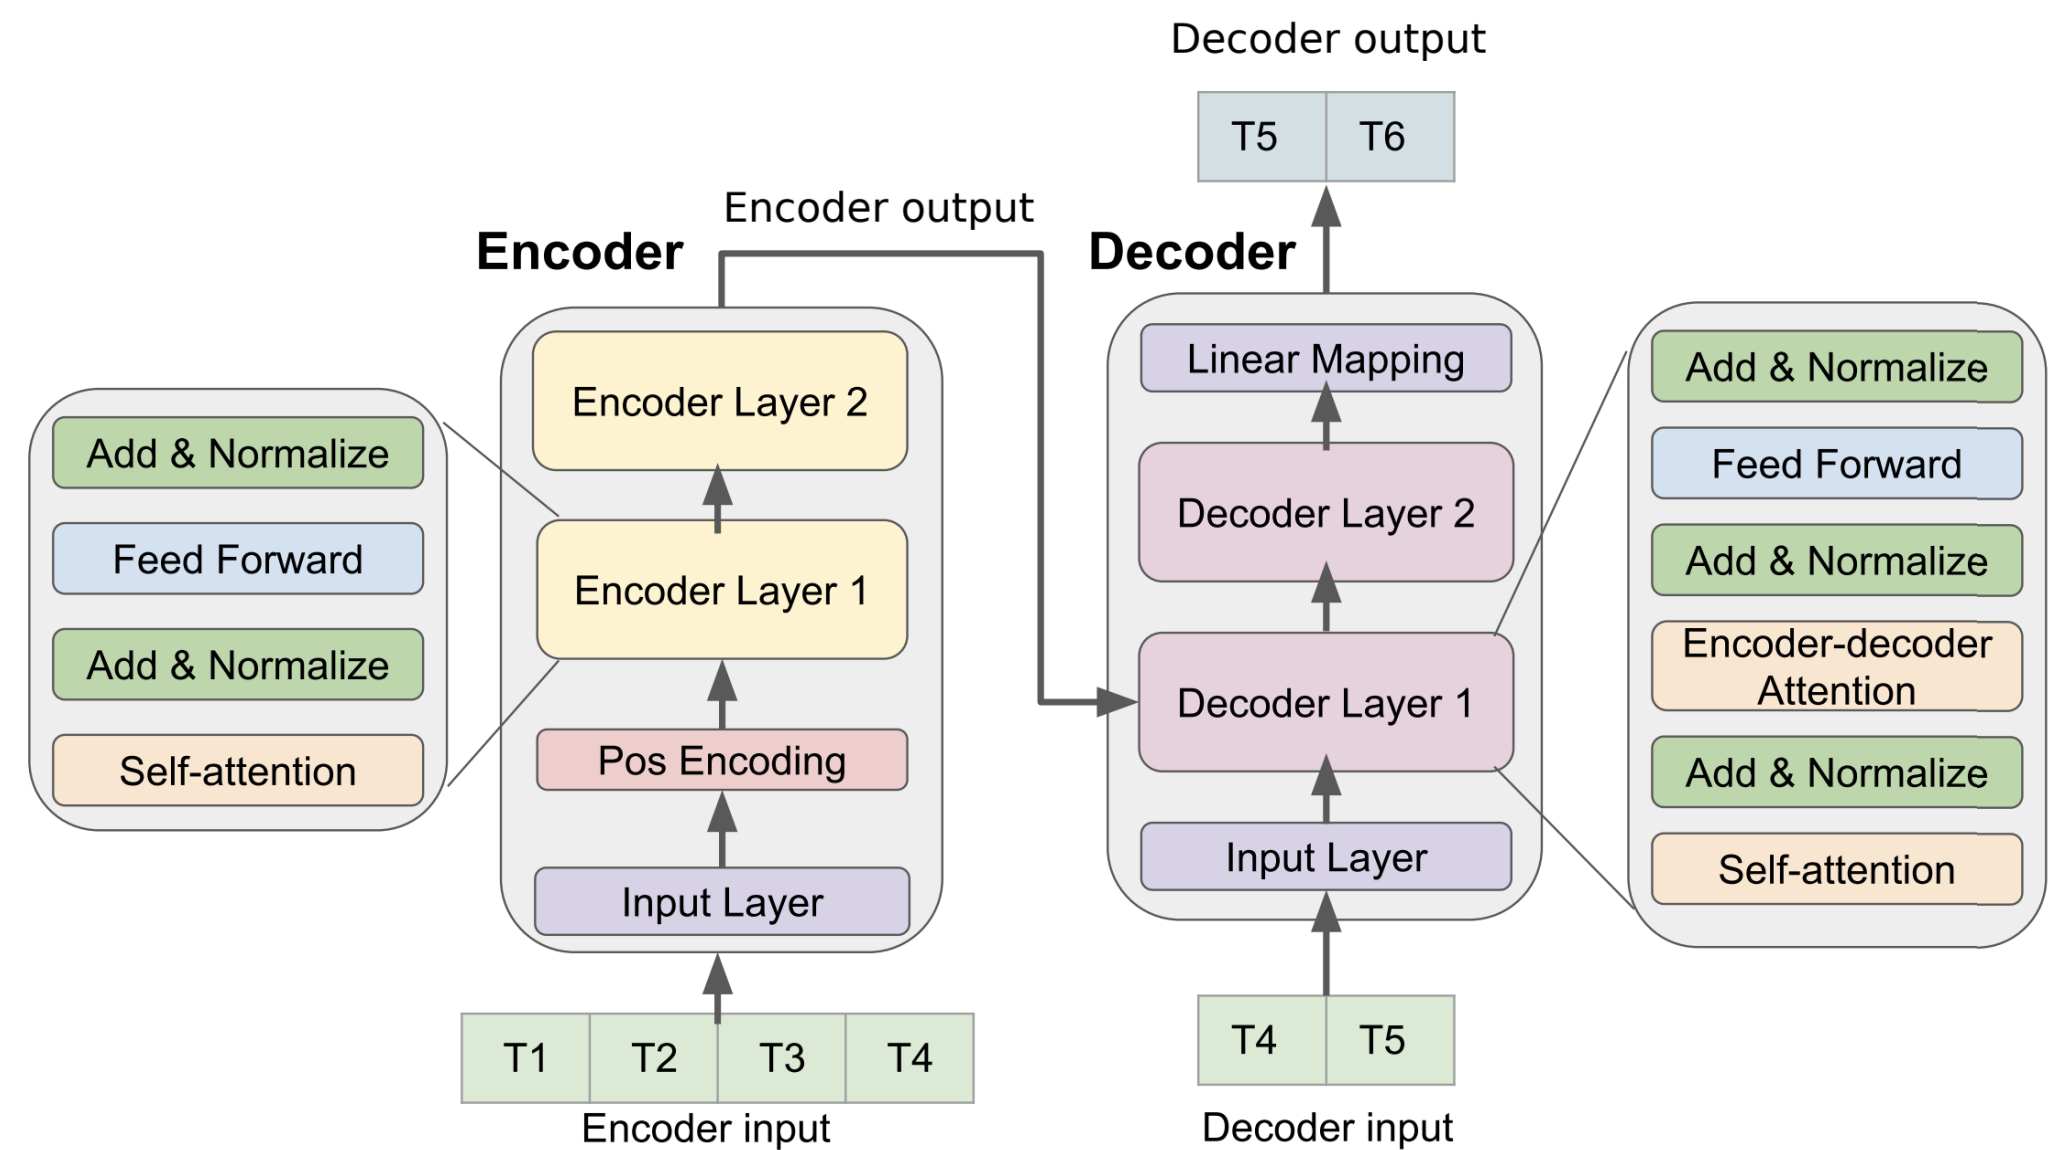 Decoder output
T5 T6
Encoder output
Encoder
Decoder
Add & Normalize
Feed Forward
Add & Normalize
Self-attention
Encoder Layer 2
Encoder Layer 1
Pos Encoding
Input Layer
T1 T2 T3 T4
Encoder input
Linear Mapping
Decoder Layer 2
Decoder Layer 1
Input Layer
T4 T5
Decoder input
Add & Normalize
Feed Forward
Add & Normalize
Encoder-decoder
Attention
Add & Normalize
Self-attention